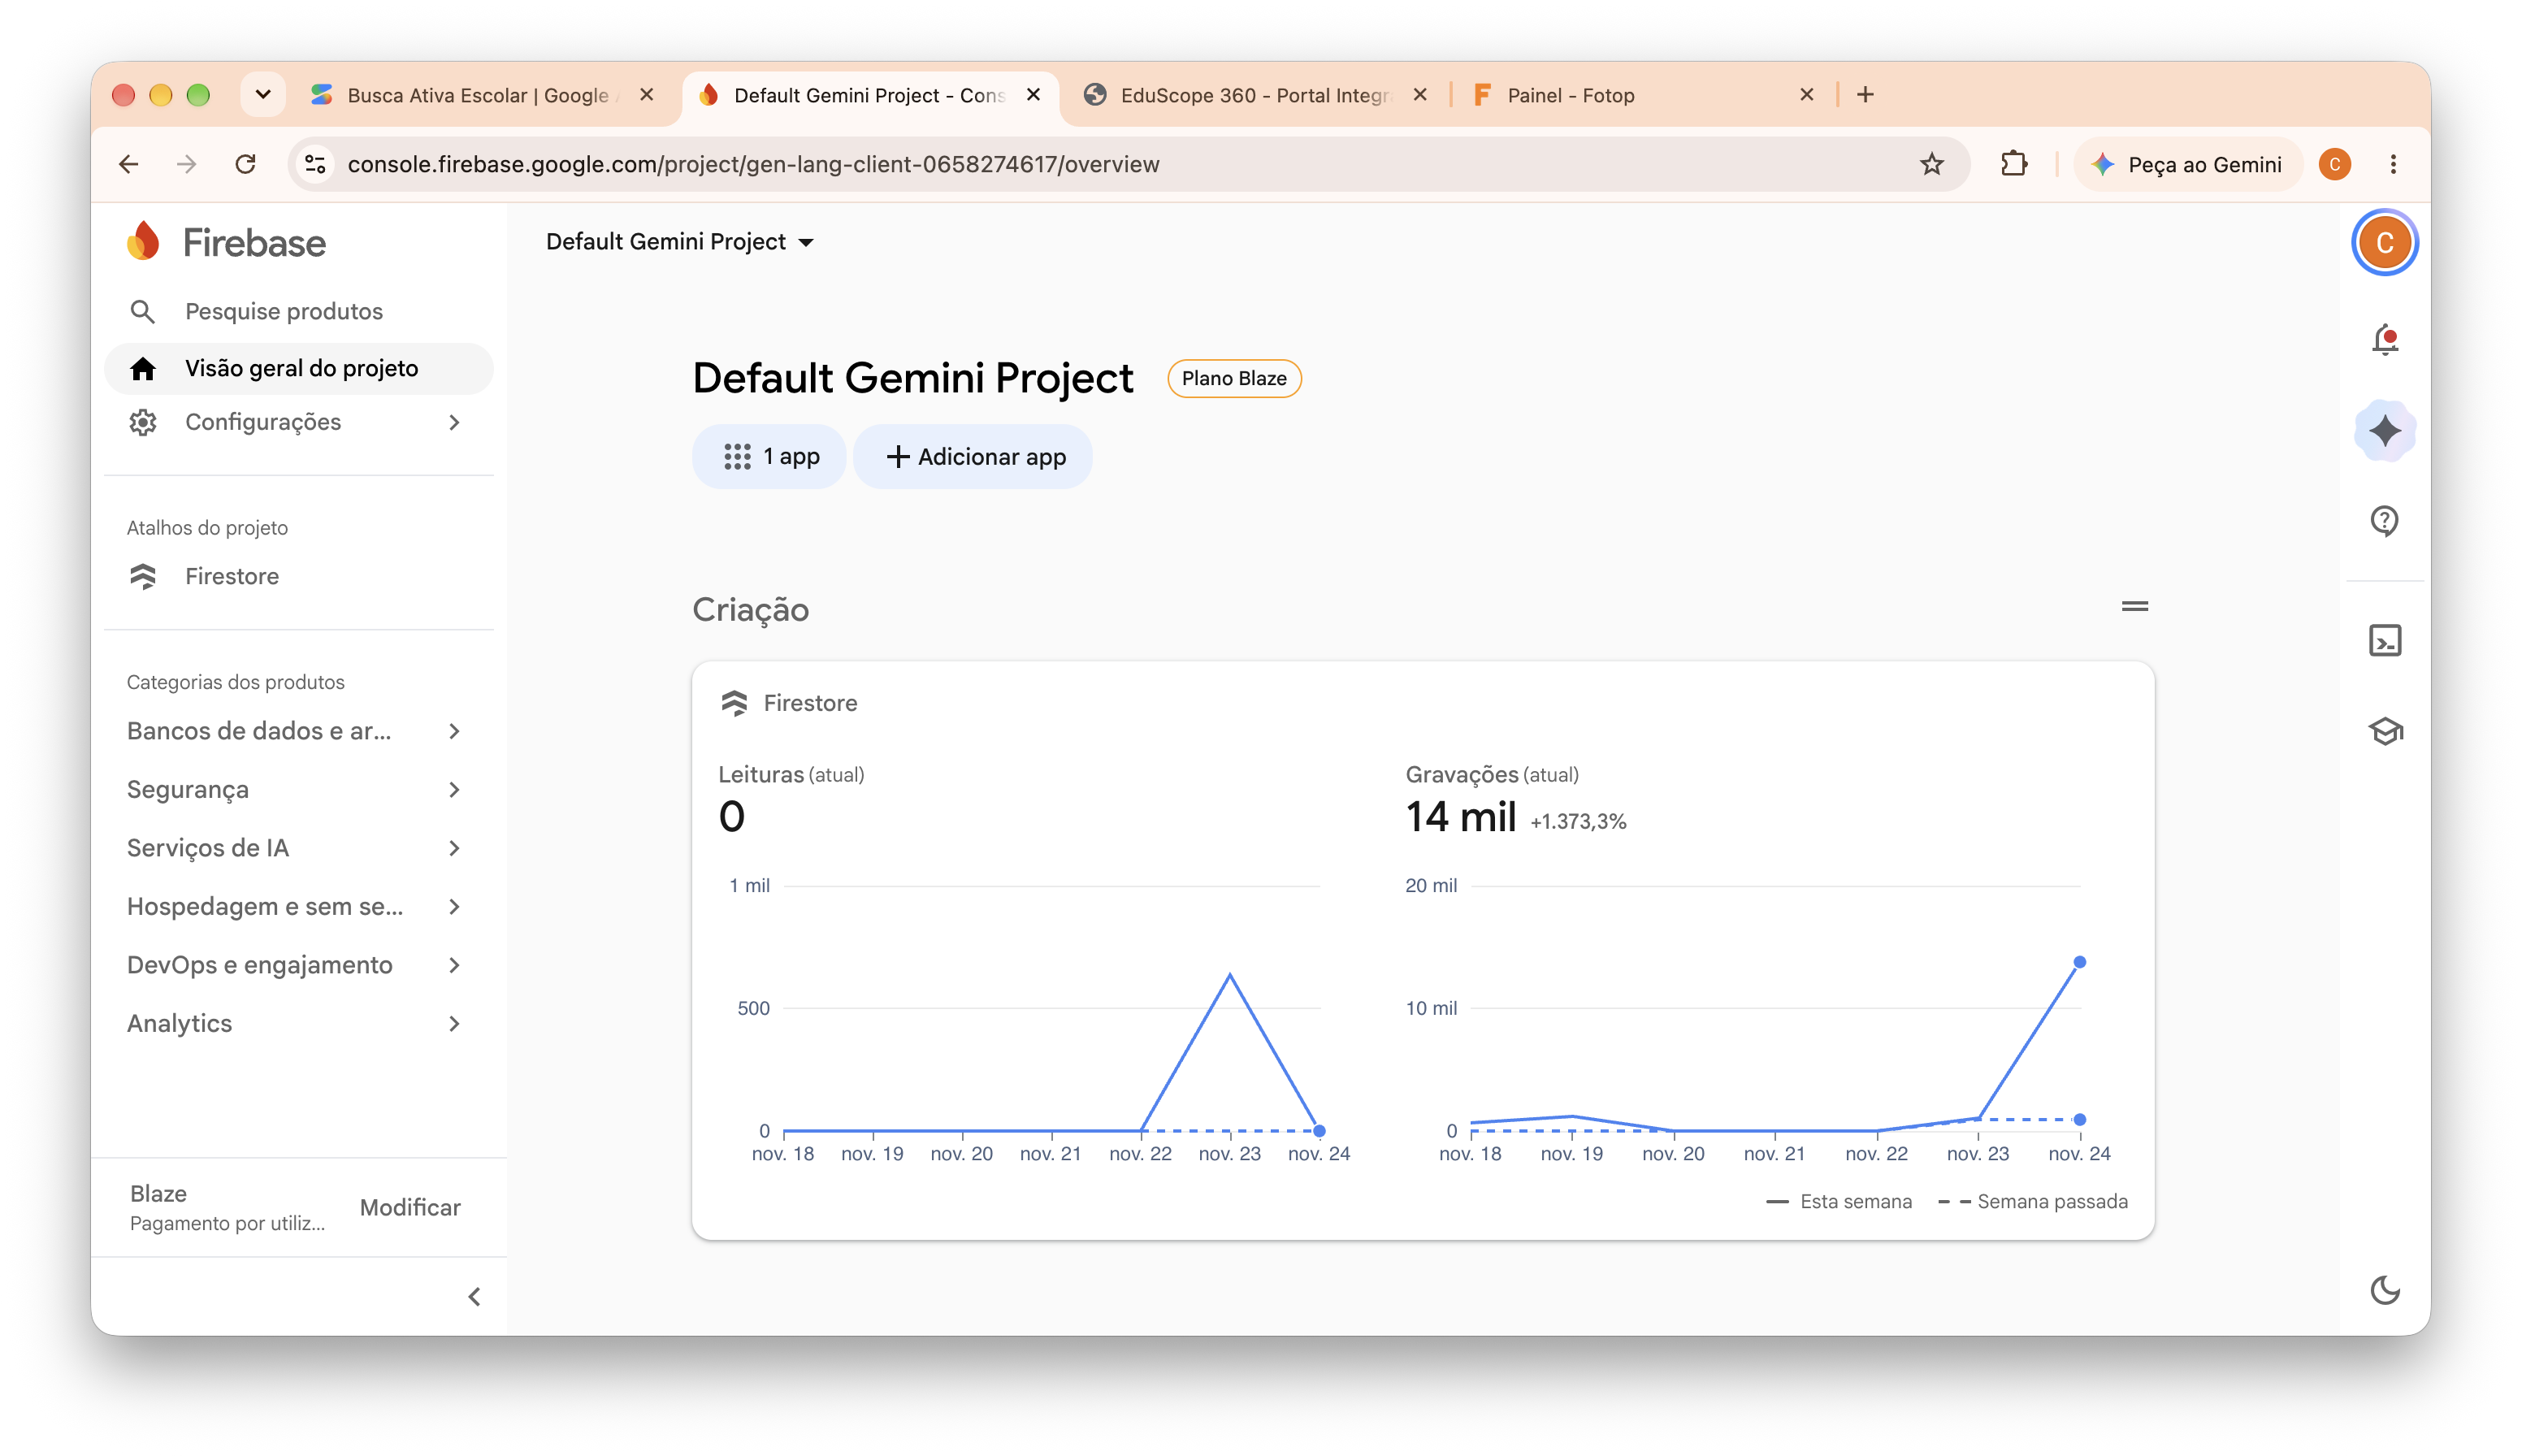 Busca Ativa Escolar | Google
Default Gemini Project - Cons
EduScope 360 - Portal Integr
Painel - Fotop
console.firebase.google.com/project/gen-lang-client-0658274617/overview
Peça ao Gemini
C
Firebase
Pesquise produtos
Visão geral do projeto
Configurações
Atalhos do projeto
Firestore
Categorias dos produtos
Bancos de dados e ar...
Segurança
Serviços de IA
Hospedagem e sem se...
DevOps e engajamento
Analytics
Blaze
Pagamento por utiliz...
Modificar
Default Gemini Project
C
Default Gemini Project
Plano Blaze
1 app
Adicionar app
Criação
Firestore
Leituras (atual)
0
1 mil
500
0
nov. 18 nov. 19 nov. 20 nov. 21 nov. 22 nov. 23 nov. 24
Gravações (atual)
14 mil +1.373,3%
20 mil
10 mil
0
nov. 18 nov. 19 nov. 20 nov. 21 nov. 22 nov. 23 nov. 24
Esta semana Semana passada